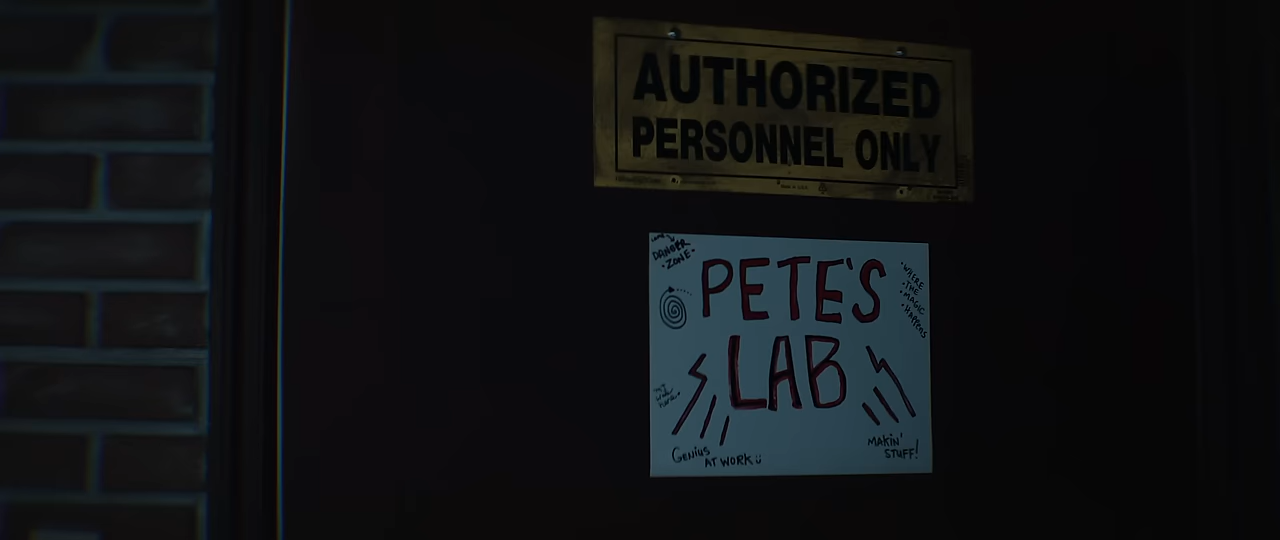 AUTHORIZED
PERSONNEL ONLY
DANGER
-ZONE-
PETE'S
LAB
•WHERE
•THE
•MAGIC
•HAPPENS
GENIUS
AT WORK
MAKIN'
STUFF!